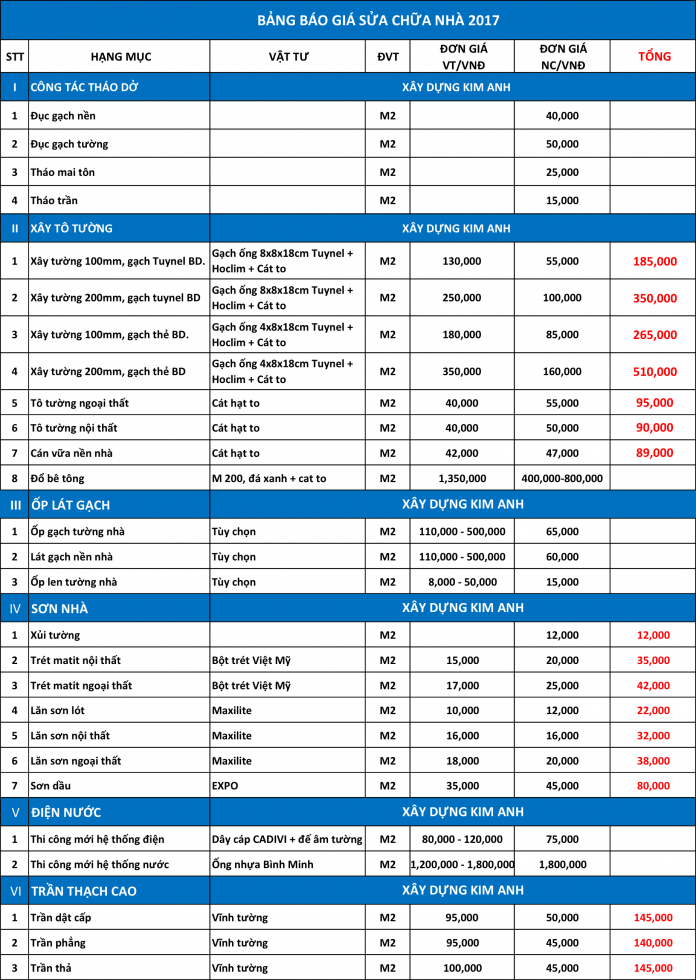 BẢNG BÁO GIÁ SỬA CHỮA NHÀ 2017
STT HẠNG MỤC VẬT TƯ ĐVT ĐƠN GIÁ VT/VNĐ ĐƠN GIÁ NC/VNĐ TỔNG
I CÔNG TÁC THÁO DỞ XÂY DỰNG KIM ANH
1 Đục gạch nền M2 40,000
2 Đục gạch tường M2 50,000
3 Tháo mai tôn M2 25,000
4 Tháo trần M2 15,000
II XÂY TÔ TƯỜNG XÂY DỰNG KIM ANH
1 Xây tường 100mm, gạch Tuynel BD. Gạch ống 8x8x18cm Tuynel + Hoclim + Cát to M2 130,000 55,000 185,000
2 Xây tường 200mm, gạch tuynel BD Gạch ống 8x8x18cm Tuynel + Hoclim + Cát to M2 250,000 100,000 350,000
3 Xây tường 100mm, gạch thẻ BD. Gạch ống 4x8x18cm Tuynel + Hoclim + Cát to M2 180,000 85,000 265,000
4 Xây tường 200mm, gạch thẻ BD Gạch ống 4x8x18cm Tuynel + Hoclim + Cát to M2 350,000 160,000 510,000
5 Tô tường ngoại thất Cát hạt to M2 40,000 55,000 95,000
6 Tô tường nội thất Cát hạt to M2 40,000 50,000 90,000
7 Cán vữa nền nhà Cát hạt to M2 42,000 47,000 89,000
8 Đổ bê tông M 200, đá xanh + cat to M2 1,350,000 400,000-800,000
III ỐP LÁT GẠCH XÂY DỰNG KIM ANH
1 Ốp gạch tường nhà Tùy chọn M2 110,000 - 500,000 65,000
2 Lát gạch nền nhà Tùy chọn M2 110,000 - 500,000 60,000
3 Ốp len tường nhà Tùy chọn M2 8,000 - 50,000 15,000
IV SƠN NHÀ XÂY DỰNG KIM ANH
1 Xủi tường M2 12,000 12,000
2 Trét matit nội thất Bột trét Việt Mỹ M2 15,000 20,000 35,000
3 Trét matit ngoại thất Bột trét Việt Mỹ M2 17,000 25,000 42,000
4 Lăn sơn lót Maxilite M2 10,000 12,000 22,000
5 Lăn sơn nội thất Maxilite M2 16,000 16,000 32,000
6 Lăn sơn ngoại thất Maxilite M2 18,000 20,000 38,000
7 Sơn dầu EXPO M2 35,000 45,000 80,000
V ĐIỆN NƯỚC XÂY DỰNG KIM ANH
1 Thi công mới hệ thống điện Dây cáp CADIVI + đế âm tường M2 80,000 - 120,000 75,000
2 Thi công mới hệ thống nước Ống nhựa Bình Minh M2 1,200,000 - 1,800,000 1,800,000
VI TRẦN THẠCH CAO XÂY DỰNG KIM ANH
1 Trần dật cấp Vĩnh tường M2 95,000 50,000 145,000
2 Trần phẳng Vĩnh tường M2 95,000 45,000 140,000
3 Trần thả Vĩnh tường M2 100,000 45,000 145,000